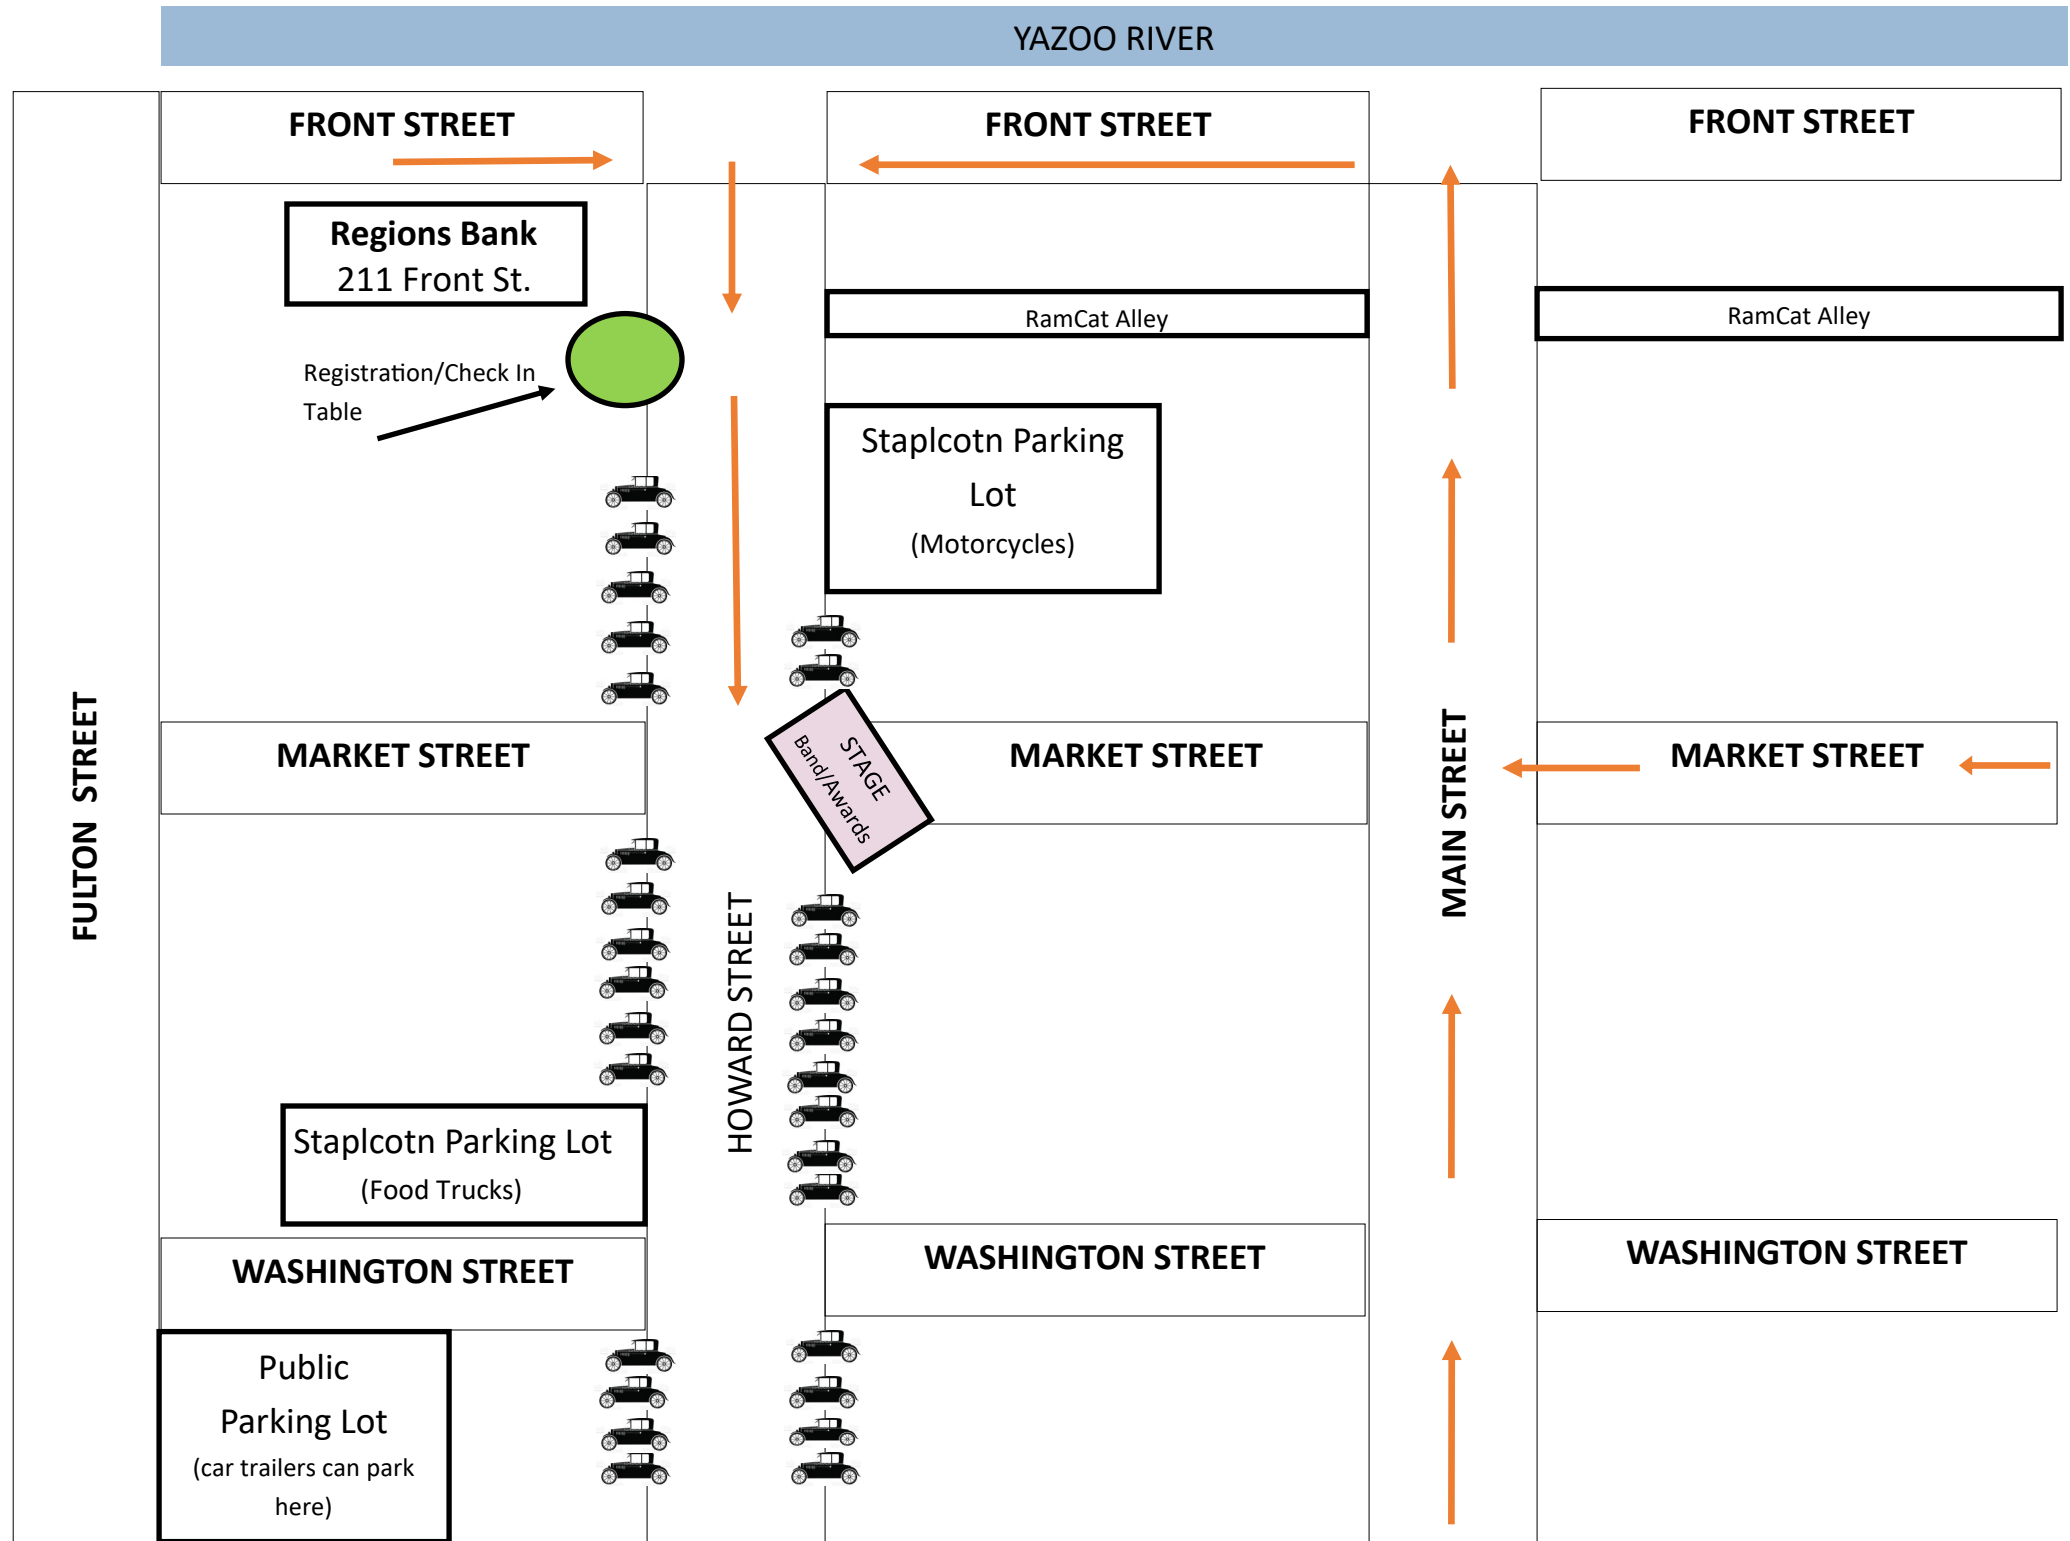 YAZOO RIVER
FRONT STREET
FRONT STREET
FRONT STREET
Regions Bank
211 Front St.
RamCat Alley
RamCat Alley
Registration/Check In
Table
Staplcotn Parking
Lot
(Motorcycles)
FULTON STREET
MARKET STREET
STAGE
Band/Awards
MARKET STREET
MAIN STREET
MARKET STREET
HOWARD STREET
Staplcotn Parking Lot
(Food Trucks)
WASHINGTON STREET
WASHINGTON STREET
WASHINGTON STREET
Public
Parking Lot
(car trailers can park
here)